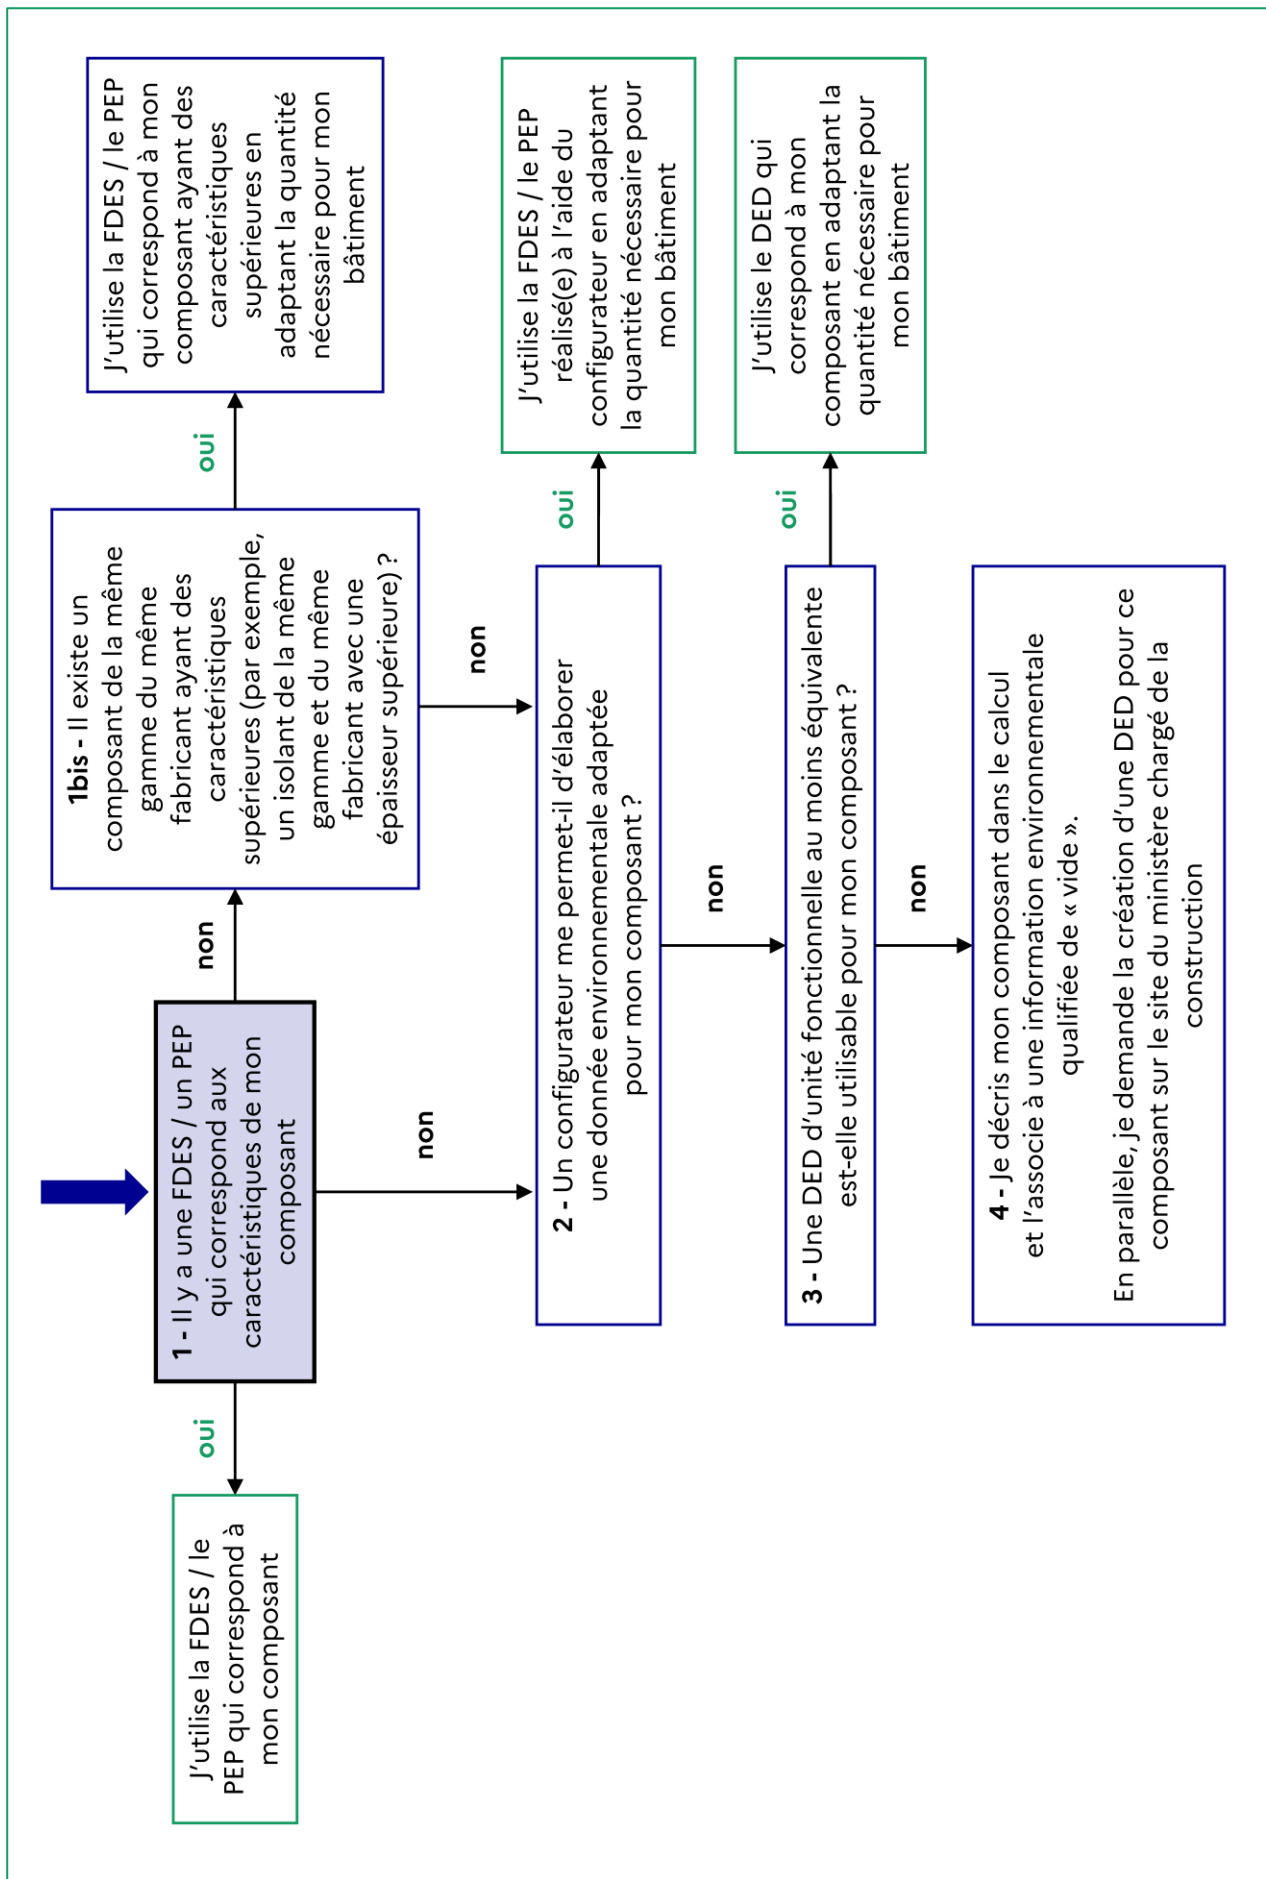 1 - Il y a une FDES / un PEP
qui correspond aux
caractéristiques de mon
composant
oui
J'utilise la FDES / le
PEP qui correspond à
mon composant
non
1bis - Il existe un
composant de la même
gamme du même
fabricant ayant des
caractéristiques
supérieures (par exemple,
un isolant de la même
gamme et du même
fabricant avec une
épaisseur supérieure) ?
oui
J'utilise la FDES / le PEP
qui correspond à mon
composant ayant des
caractéristiques
supérieures en
adaptant la quantité
nécessaire pour mon
bâtiment
non
non
2 - Un configurateur me permet-il d'élaborer
une donnée environnementale adaptée
pour mon composant ?
oui
J'utilise la FDES / le PEP
réalisé(e) à l'aide du
configurateur en adaptant
la quantité nécessaire pour
mon bâtiment
non
3 - Une DED d'unité fonctionnelle au moins équivalente
est-elle utilisable pour mon composant ?
oui
J'utilise le DED qui
correspond à mon
composant en adaptant la
quantité nécessaire pour
mon bâtiment
non
4 - Je décris mon composant dans le calcul
et l'associe à une information environnementale
qualifiée de « vide ».
En parallèle, je demande la création d'une DED pour ce
composant sur le site du ministère chargé de la
construction